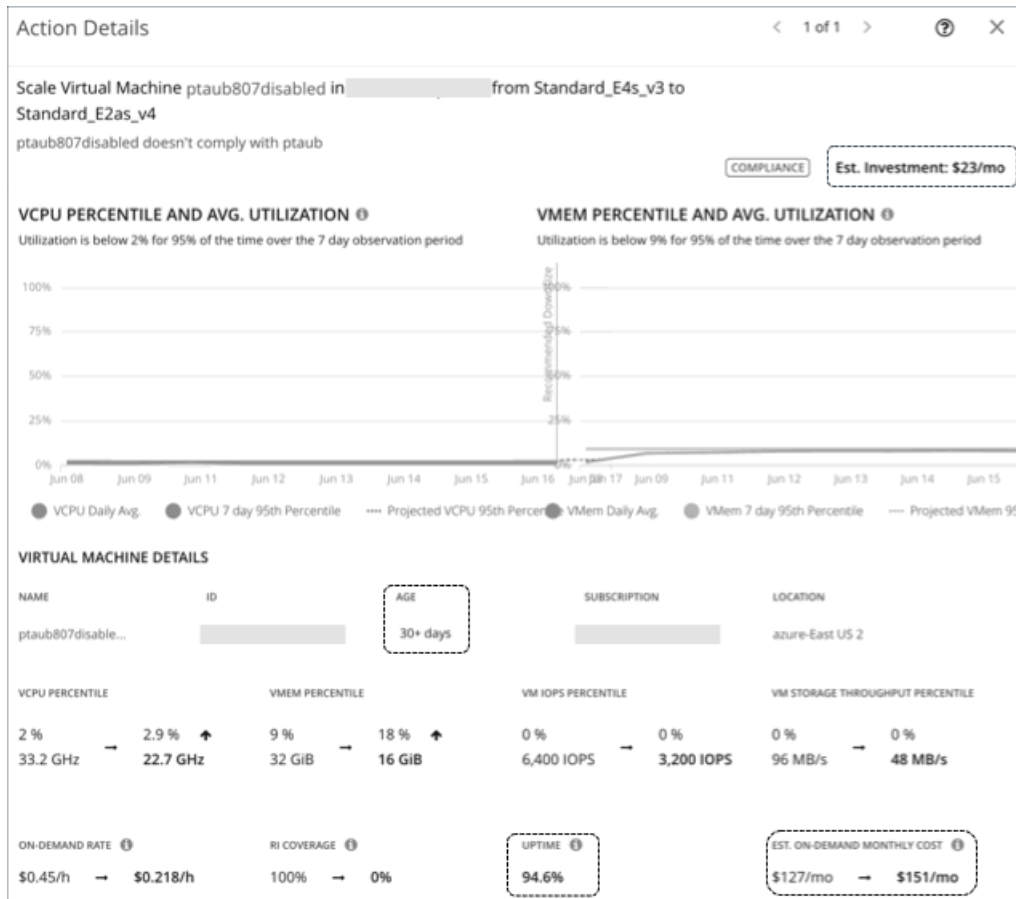 Action Details
1 of 1
Scale Virtual Machine ptaub807disabled in from Standard_E4s_v3 to
Standard_E2as_v4
ptaub807disabled doesn't comply with ptaub
COMPLIANCE
Est. Investment: $23/mo
VCPU PERCENTILE AND AVG. UTILIZATION
Utilization is below 2% for 95% of the time over the 7 day observation period
100%
75%
50%
25%
0%
Jun 08 Jun 09 Jun 11 Jun 12 Jun 13 Jun 14 Jun 15 Jun 16 Jun 17
Recommended Downsize
VCPU Daily Avg. VCPU 7 day 95th Percentile Projected VCPU 95th Percen
VMEM PERCENTILE AND AVG. UTILIZATION
Utilization is below 9% for 95% of the time over the 7 day observation period
100%
75%
50%
25%
0%
Jun 08 Jun 09 Jun 11 Jun 12 Jun 13 Jun 14 Jun 15
VMem Daily Avg. VMem 7 day 95th Percentile Projected VMem 95
VIRTUAL MACHINE DETAILS
NAME ID AGE SUBSCRIPTION LOCATION
ptaub807disable... 30+ days azure-East US 2
VCPU PERCENTILE VMEM PERCENTILE VM IOPS PERCENTILE VM STORAGE THROUGHPUT PERCENTILE
2 % → 2.9 % ↑ 9 % → 18 % ↑ 0 % → 0 % 0 % → 0 %
33.2 GHz 22.7 GHz 32 GiB 16 GiB 6,400 IOPS 3,200 IOPS 96 MB/s 48 MB/s
ON-DEMAND RATE RI COVERAGE UPTIME EST. ON-DEMAND MONTHLY COST
$0.45/h → $0.218/h 100% → 0% 94.6% $127/mo → $151/mo